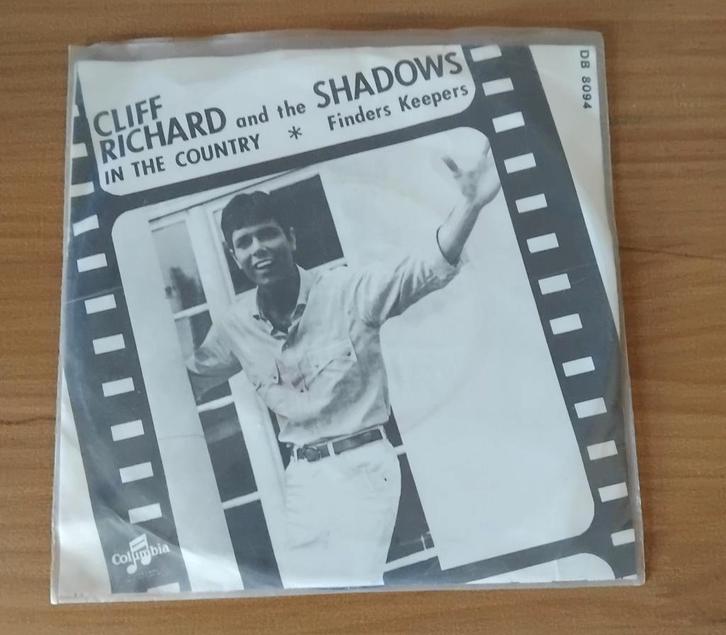 CLIFF
RICHARD and the SHADOWS
IN THE COUNTRY * Finders Keepers
DB 8094
Columbia